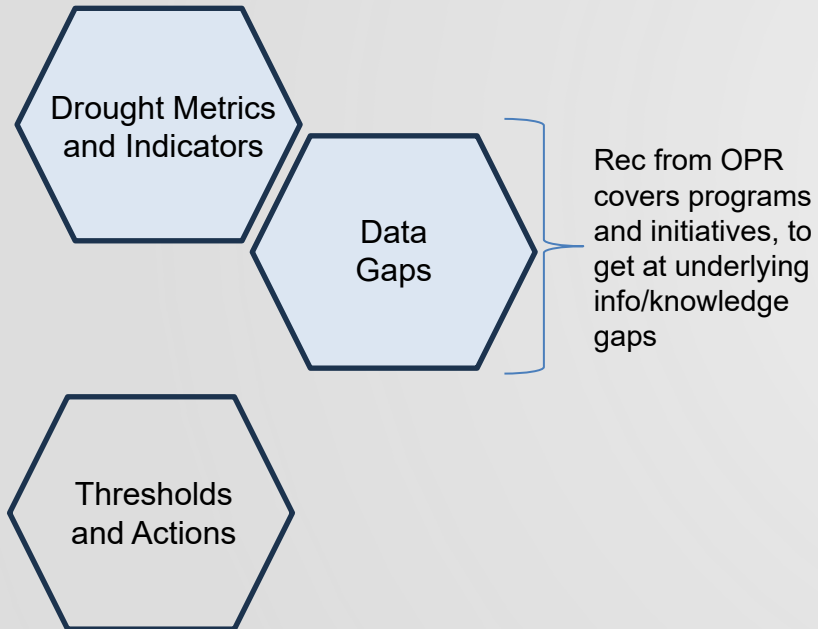 Drought Metrics
and Indicators
Data
Gaps
Rec from OPR
covers programs
and initiatives, to
get at underlying
info/knowledge
gaps
Thresholds
and Actions